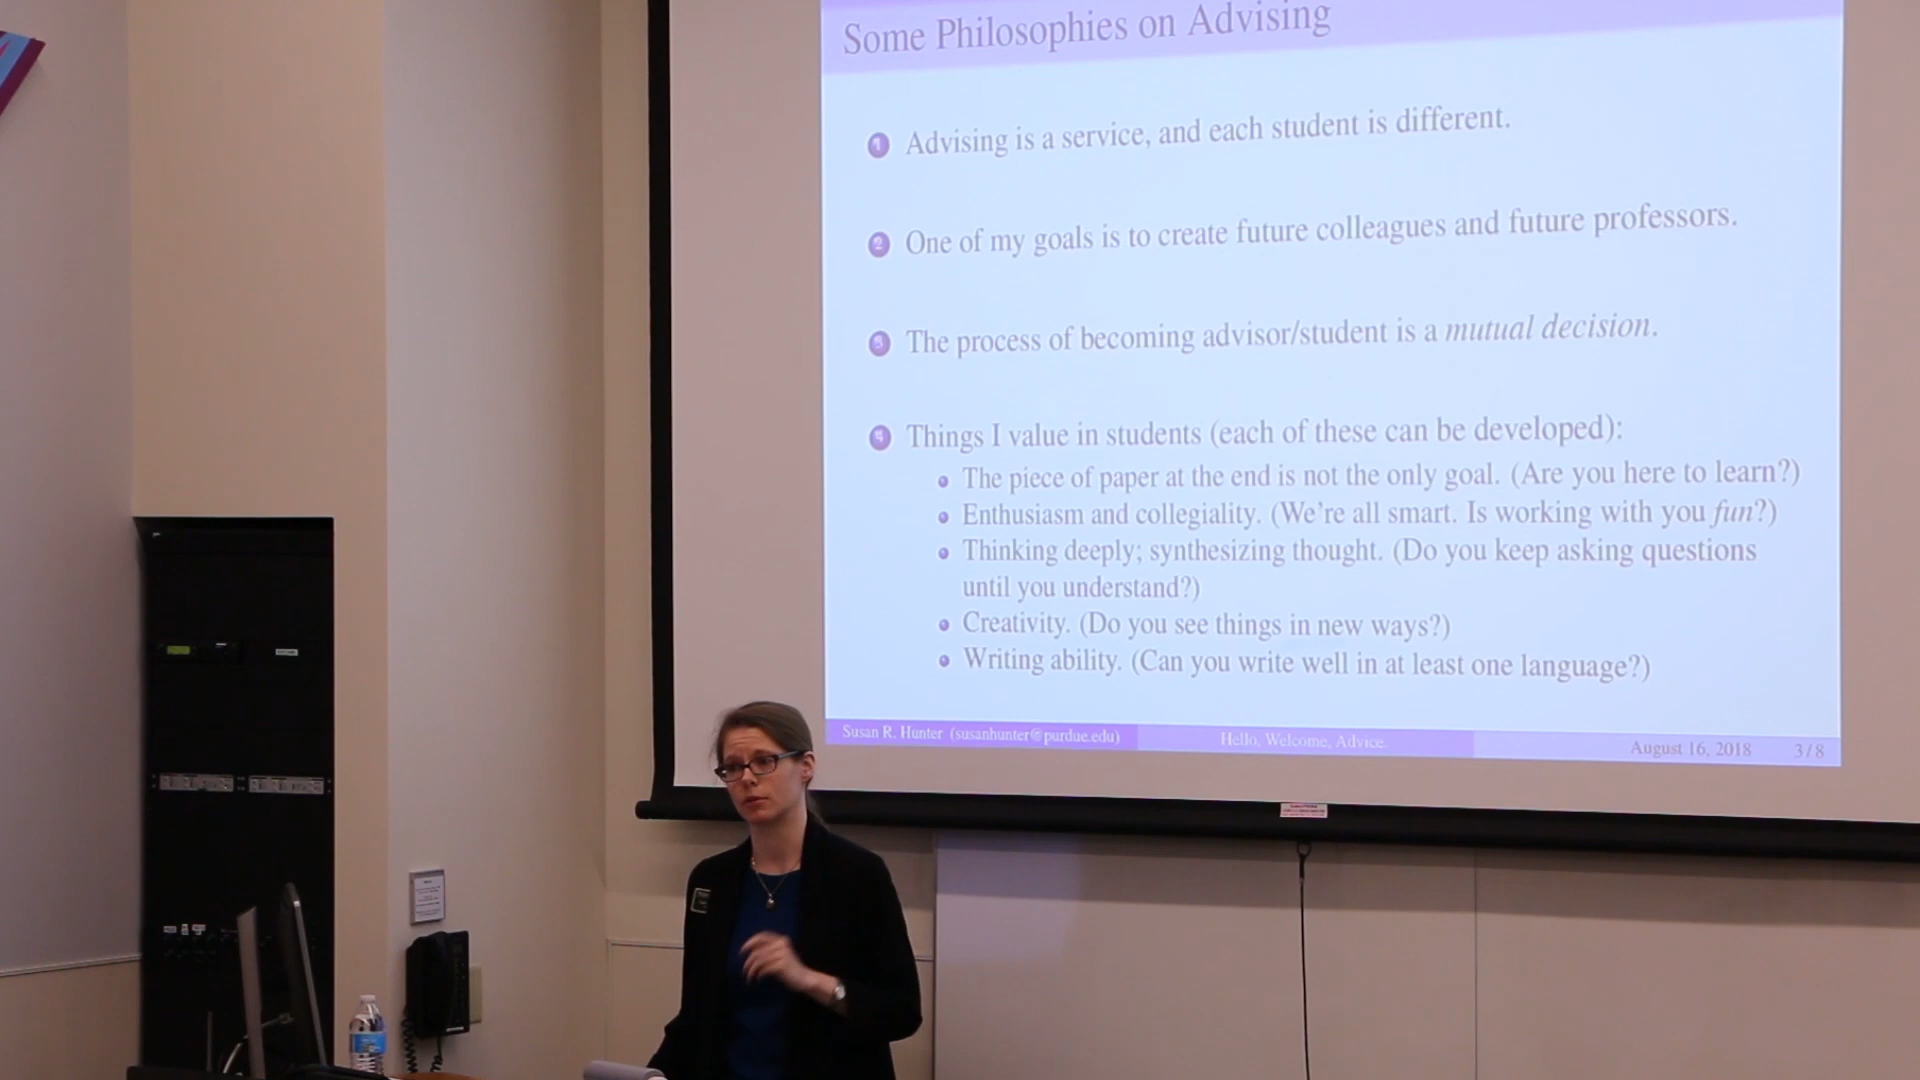 Some Philosophies on Advising
1 Advising is a service, and each student is different.
2 One of my goals is to create future colleagues and future professors.
3 The process of becoming advisor/student is a mutual decision.
4 Things I value in students (each of these can be developed):
The piece of paper at the end is not the only goal. (Are you here to learn?)
Enthusiasm and collegiality. (We're all smart. Is working with you fun?)
Thinking deeply; synthesizing thought. (Do you keep asking questions
until you understand?)
Creativity. (Do you see things in new ways?)
Writing ability. (Can you write well in at least one language?)
Susan R. Hunter (susanhunter@purdue.edu)
Hello, Welcome, Advice.
August 16, 2018
3/8